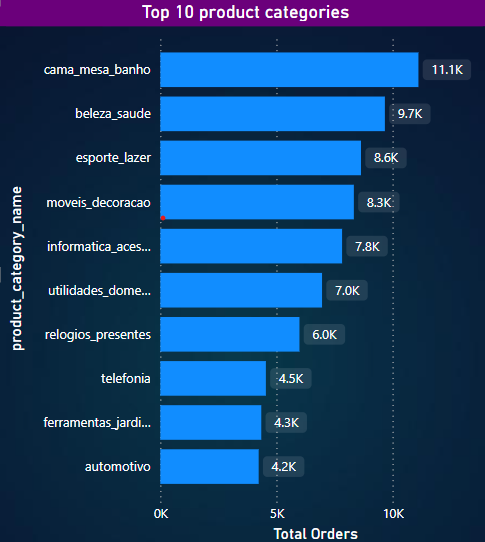 Top 10 product categories
product_category_name
cama_mesa_banho 11.1K
beleza_saude 9.7K
esporte_lazer 8.6K
moveis_decoracao 8.3K
informatica_aces... 7.8K
utilidades_dome... 7.0K
relogios_presentes 6.0K
telefonia 4.5K
ferramentas_jardi... 4.3K
automotivo 4.2K
0K 5K 10K
Total Orders